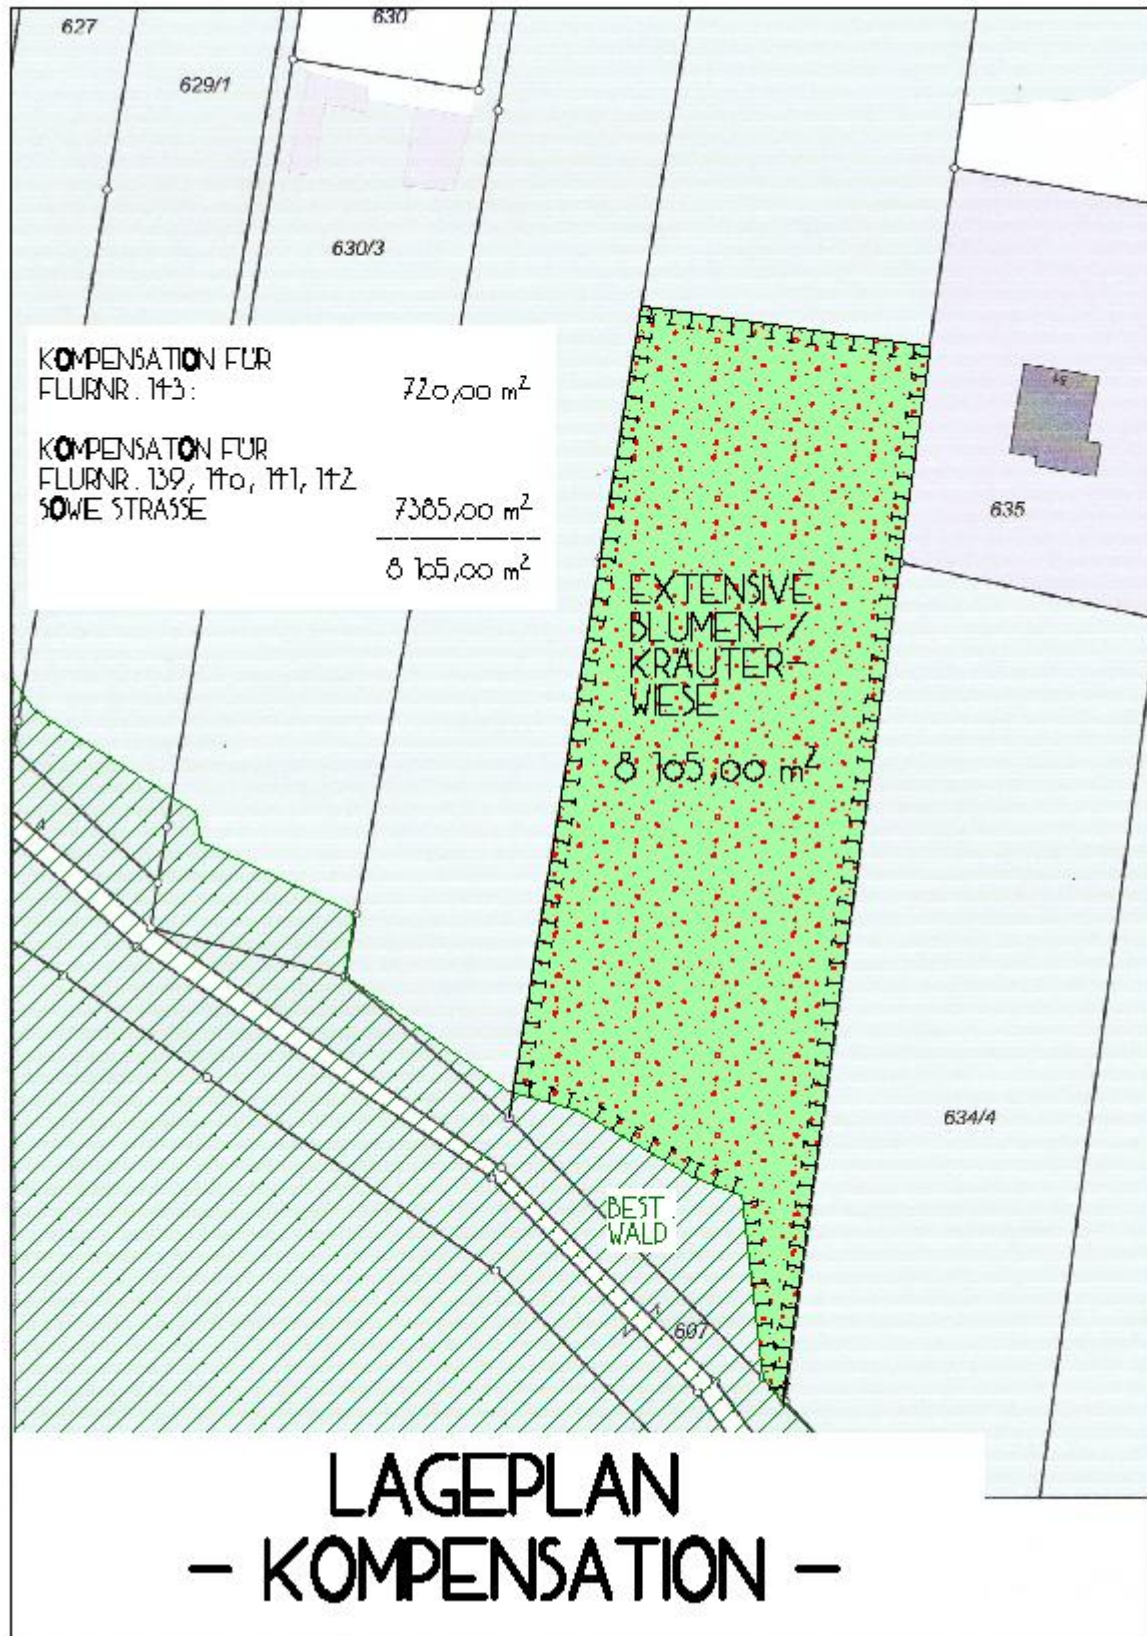 627
630
629/1
630/3
KOMPENSATION FÜR
FLURNR. 143: 720,00 m²
KOMPENSATON FÜR
FLURNR. 139, 140, 141, 142
SOWIE STRASSE 7385,00 m²
8 105,00 m²
635
EXTENSIVE
BLUMEN-/
KRÄUTER-
WIESE
8 105,00 m²
634/4
BEST.
WALD
607
LAGEPLAN
- KOMPENSATION -